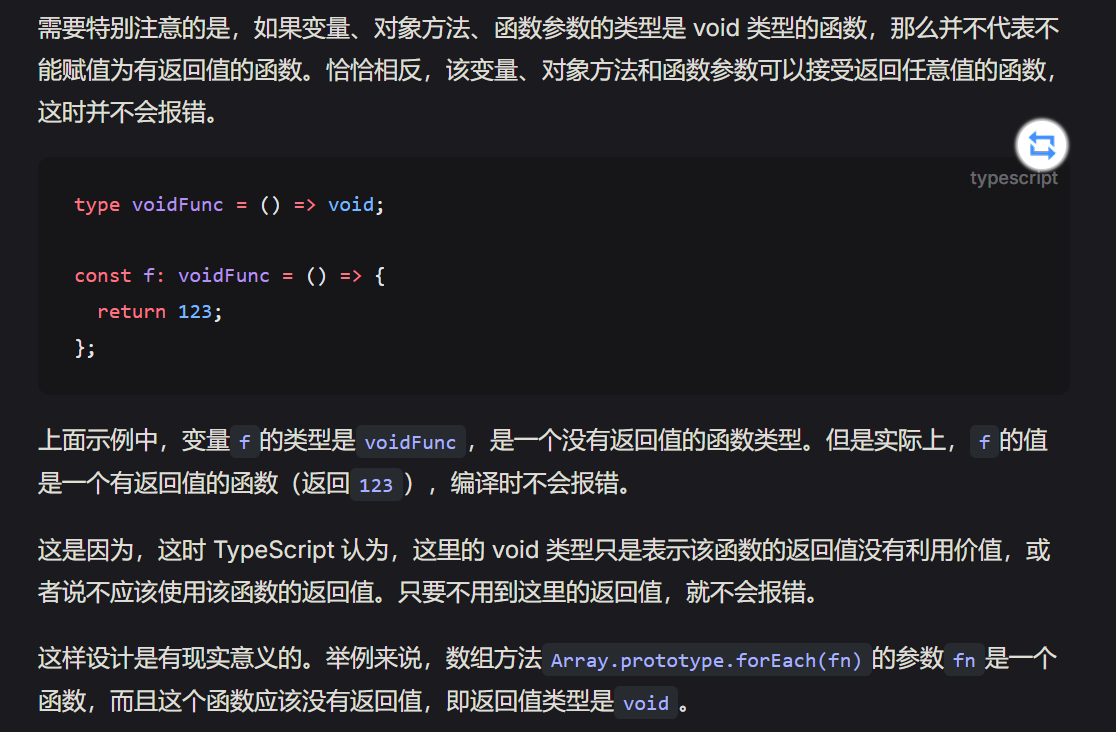 需要特别注意的是，如果变量、对象方法、函数参数的类型是 void 类型的函数，那么并不代表不
能赋值为有返回值的函数。恰恰相反，该变量、对象方法和函数参数可以接受返回任意值的函数，
这时并不会报错。
typescript
type voidFunc = () => void;
const f: voidFunc = () => {
  return 123;
};
上面示例中，变量 f 的类型是 voidFunc ，是一个没有返回值的函数类型。但是实际上， f 的值
是一个有返回值的函数（返回 123 ），编译时不会报错。
这是因为，这时 TypeScript 认为，这里的 void 类型只是表示该函数的返回值没有利用价值，或
者说不应该使用该函数的返回值。只要不用到这里的返回值，就不会报错。
这样设计是有现实意义的。举例来说，数组方法 Array.prototype.forEach(fn) 的参数 fn 是一个
函数，而且这个函数应该没有返回值，即返回值类型是 void 。